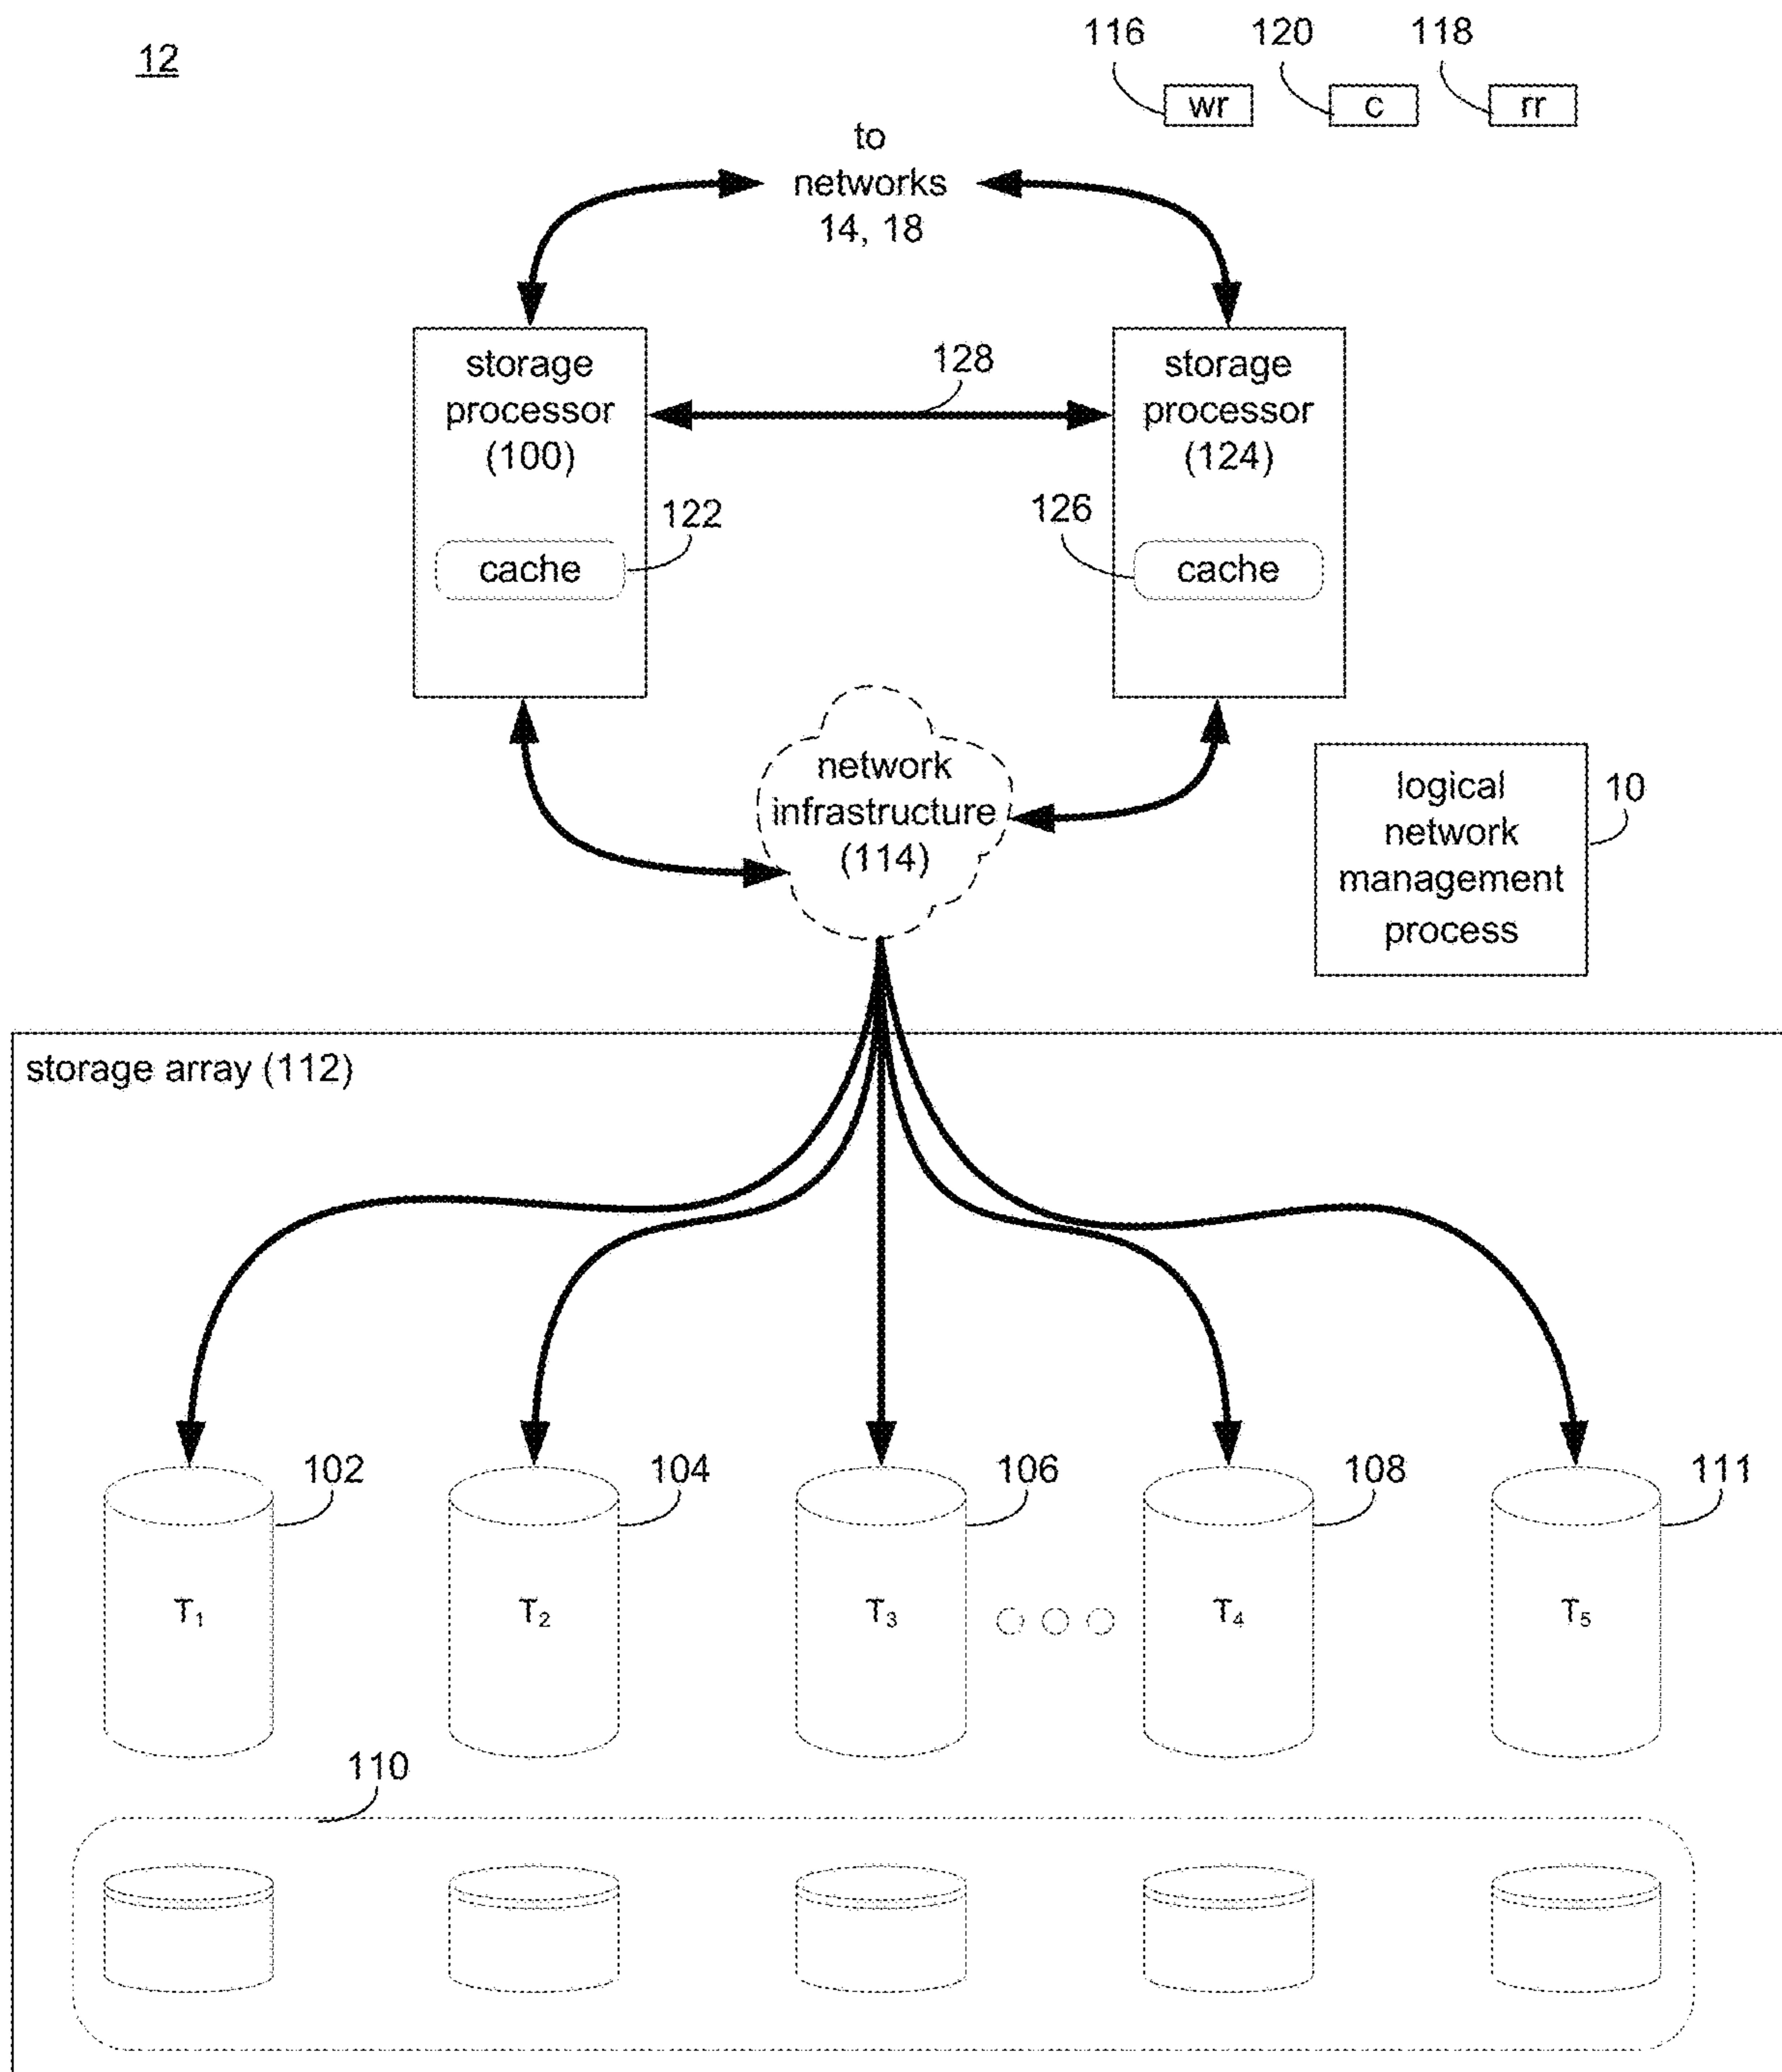 12
116
120
118
wr
c
rr
to
networks
14, 18
storage
processor
(100)
128
storage
processor
(124)
122
126
cache
cache
network
infrastructure
(114)
logical
network
management
process
10
storage array (112)
102
104
106
108
111
T₁
T₂
T₃
T₄
T₅
110